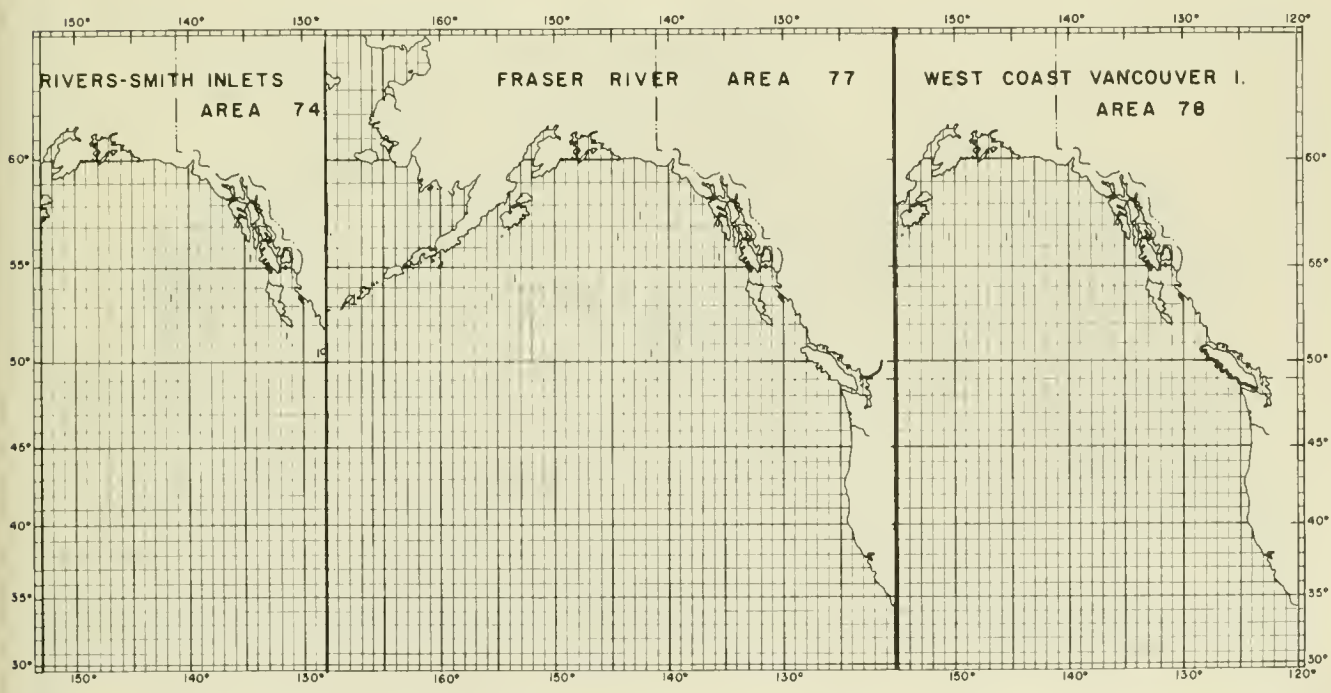 150° 140° 130° 160° 150° 140° 130° 150° 140° 130° 120°
RIVERS-SMITH INLETS
AREA 74
FRASER RIVER AREA 77
WEST COAST VANCOUVER I.
AREA 78
60° 60°
55° 55°
50° 50°
45° 45°
40° 40°
35° 35°
30° 30°
150° 140° 130° 160° 150° 140° 130° 150° 140° 130° 120°